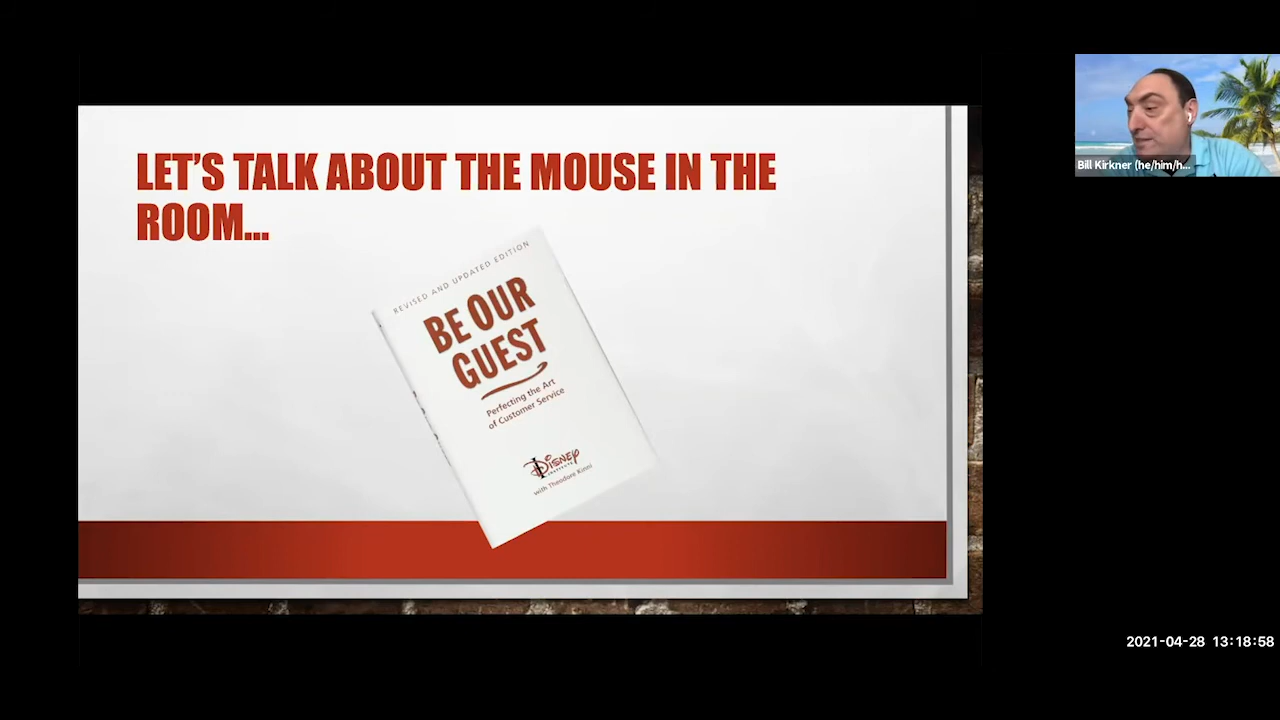 LET'S TALK ABOUT THE MOUSE IN THE
ROOM...
REVISED AND UPDATED EDITION
BE OUR
GUEST
Perfecting the Art
of Customer Service
Disney
INSTITUTE
with Theodore Kinni
Bill Kirkner (he/him/h...
2021-04-28 13:18:58